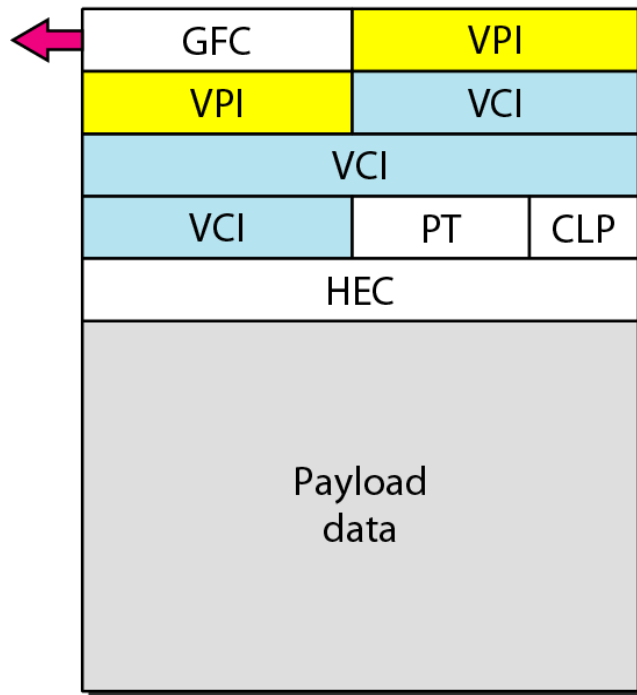 GFC VPI
VPI VCI
VCI
VCI PT CLP
HEC
Payload
data